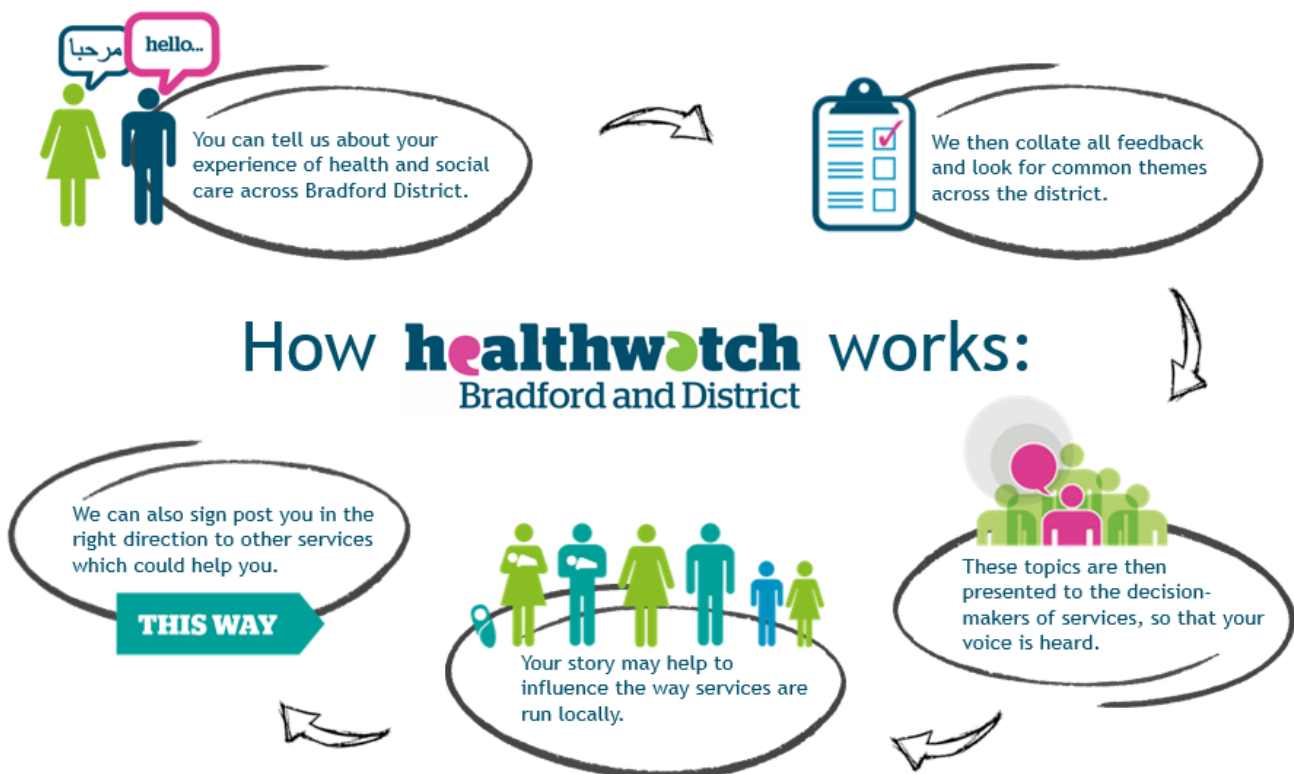 مرحبا
hello...
You can tell us about your
experience of health and social
care across Bradford District.
We then collate all feedback
and look for common themes
across the district.
How healthwatch works:
Bradford and District
These topics are then
presented to the decision-
makers of services, so that your
voice is heard.
Your story may help to
influence the way services are
run locally.
We can also sign post you in the
right direction to other services
which could help you.
THIS WAY